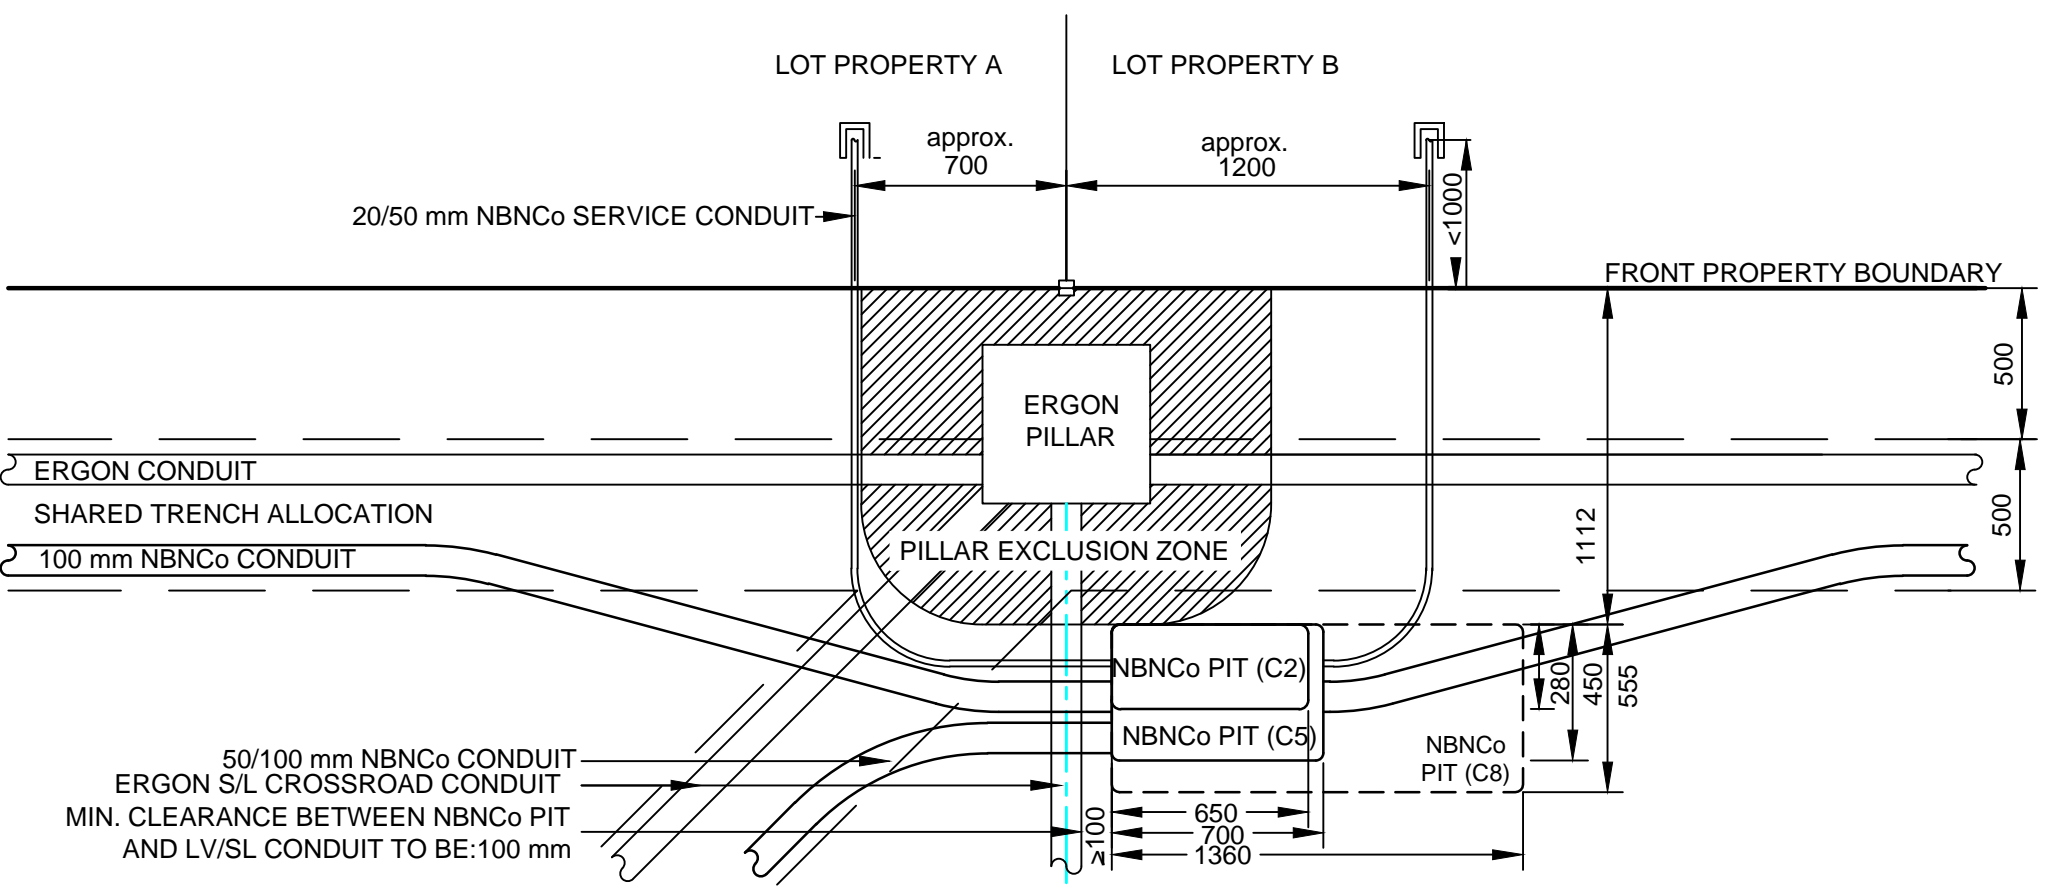 LOT PROPERTY A
LOT PROPERTY B
approx.
700
approx.
1200
20/50 mm NBNCo SERVICE CONDUIT
<1000
FRONT PROPERTY BOUNDARY
500
ERGON
PILLAR
ERGON CONDUIT
SHARED TRENCH ALLOCATION
500
1112
100 mm NBNCo CONDUIT
PILLAR EXCLUSION ZONE
NBNCo PIT (C2)
280
450
555
NBNCo PIT (C5)
NBNCo
PIT (C8)
50/100 mm NBNCo CONDUIT
ERGON S/L CROSSROAD CONDUIT
MIN. CLEARANCE BETWEEN NBNCo PIT
AND LV/SL CONDUIT TO BE:100 mm
≥100
650
700
1360